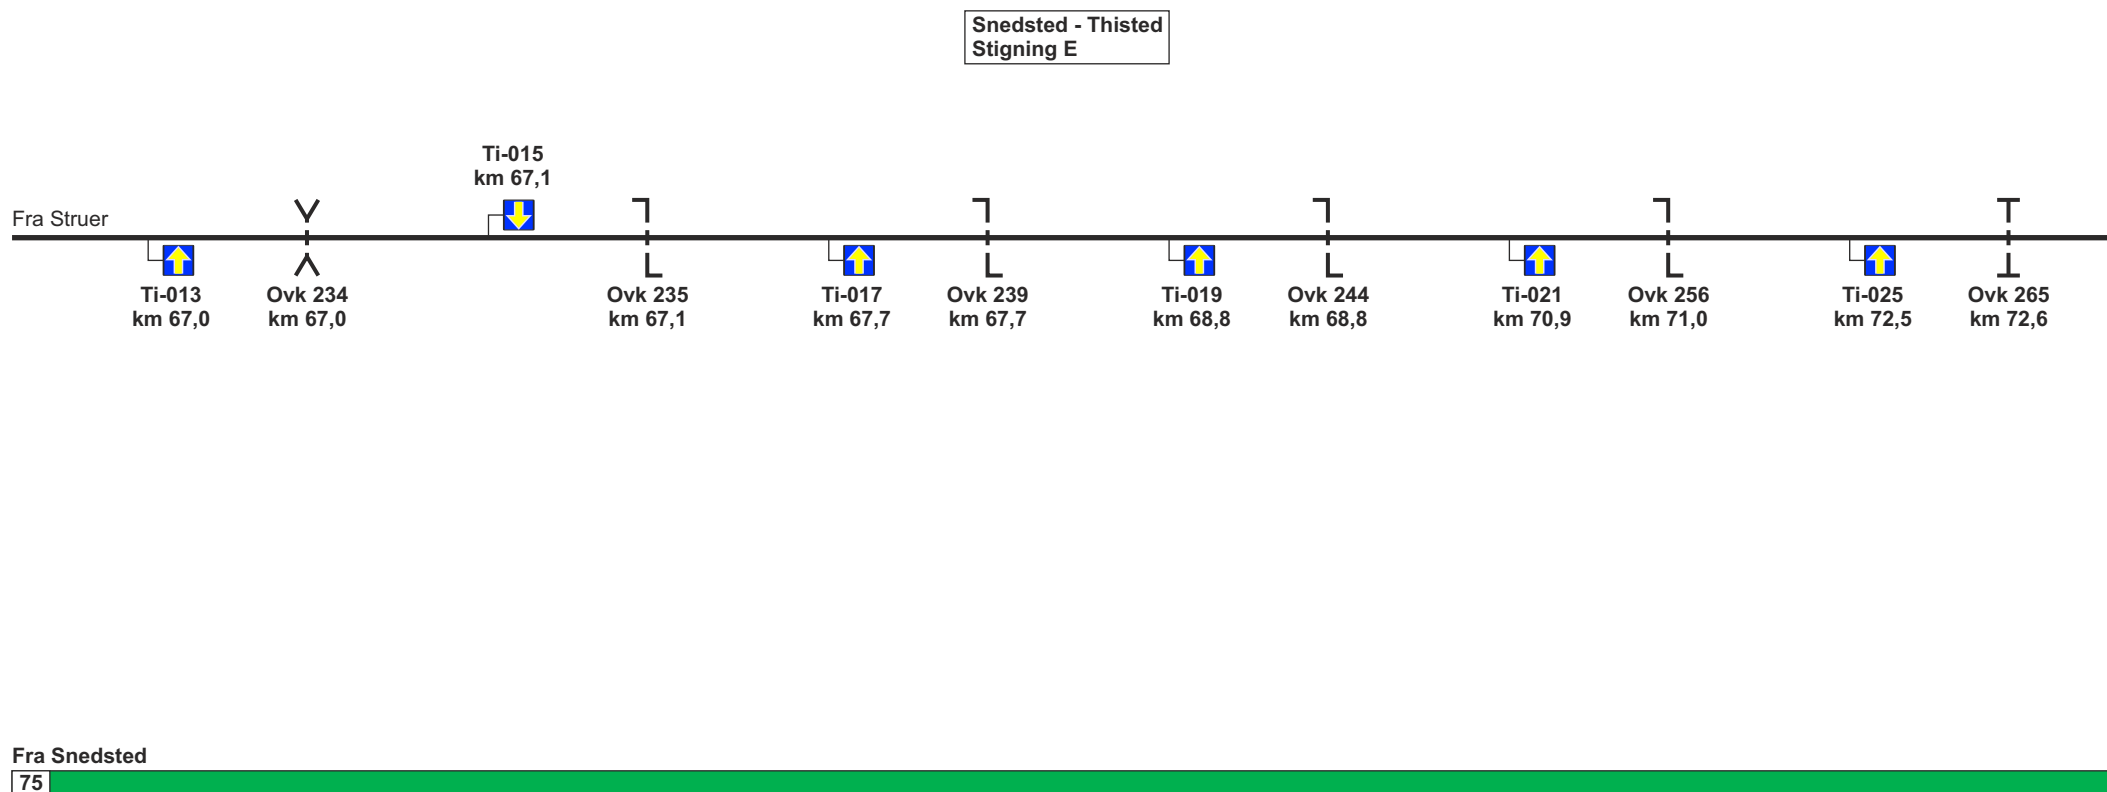 Snedsted - Thisted
Stigning E
Ti-015
km 67,1
Fra Struer
Ti-013
km 67,0
Ovk 234
km 67,0
Ovk 235
km 67,1
Ti-017
km 67,7
Ovk 239
km 67,7
Ti-019
km 68,8
Ovk 244
km 68,8
Ti-021
km 70,9
Ovk 256
km 71,0
Ti-025
km 72,5
Ovk 265
km 72,6
Fra Snedsted
75